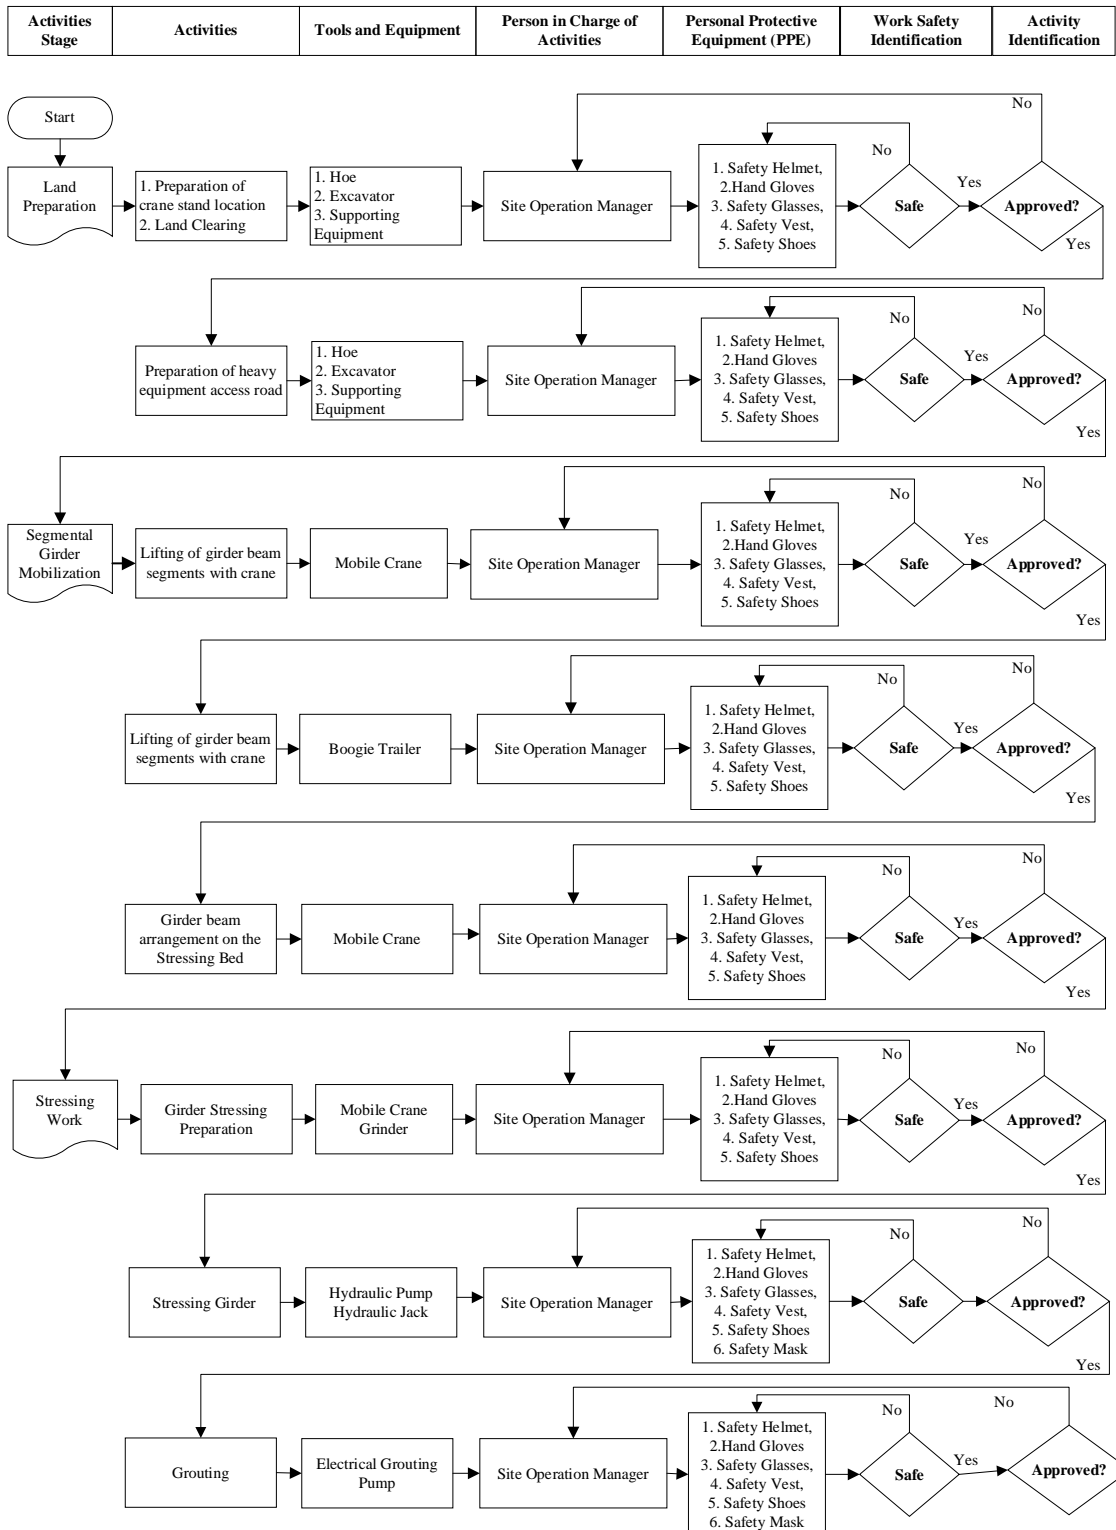 Activities
Stage
Activities
Tools and Equipment
Person in Charge of
Activities
Personal Protective
Equipment (PPE)
Work Safety
Identification
Activity
Identification
Start
No
No
Land
Preparation
1. Preparation of
crane stand location
2. Land Clearing
1. Hoe
2. Excavator
3. Supporting
Equipment
Site Operation Manager
1. Safety Helmet,
2.Hand Gloves
3. Safety Glasses,
4. Safety Vest,
5. Safety Shoes
Safe
Yes
Approved?
Yes
No
No
Preparation of heavy
equipment access road
1. Hoe
2. Excavator
3. Supporting
Equipment
Site Operation Manager
1. Safety Helmet,
2.Hand Gloves
3. Safety Glasses,
4. Safety Vest,
5. Safety Shoes
Safe
Yes
Approved?
Yes
No
No
Segmental
Girder
Mobilization
Lifting of girder beam
segments with crane
Mobile Crane
Site Operation Manager
1. Safety Helmet,
2.Hand Gloves
3. Safety Glasses,
4. Safety Vest,
5. Safety Shoes
Safe
Yes
Approved?
Yes
No
No
Lifting of girder beam
segments with crane
Boogie Trailer
Site Operation Manager
1. Safety Helmet,
2.Hand Gloves
3. Safety Glasses,
4. Safety Vest,
5. Safety Shoes
Safe
Yes
Approved?
Yes
No
No
Girder beam
arrangement on the
Stressing Bed
Mobile Crane
Site Operation Manager
1. Safety Helmet,
2.Hand Gloves
3. Safety Glasses,
4. Safety Vest,
5. Safety Shoes
Safe
Yes
Approved?
Yes
No
No
Stressing
Work
Girder Stressing
Preparation
Mobile Crane
Grinder
Site Operation Manager
1. Safety Helmet,
2.Hand Gloves
3. Safety Glasses,
4. Safety Vest,
5. Safety Shoes
Safe
Yes
Approved?
Yes
No
No
Stressing Girder
Hydraulic Pump
Hydraulic Jack
Site Operation Manager
1. Safety Helmet,
2.Hand Gloves
3. Safety Glasses,
4. Safety Vest,
5. Safety Shoes
6. Safety Mask
Safe
Approved?
Yes
No
No
Grouting
Electrical Grouting
Pump
Site Operation Manager
1. Safety Helmet,
2.Hand Gloves
3. Safety Glasses,
4. Safety Vest,
5. Safety Shoes
6. Safety Mask
Safe
Yes
Approved?